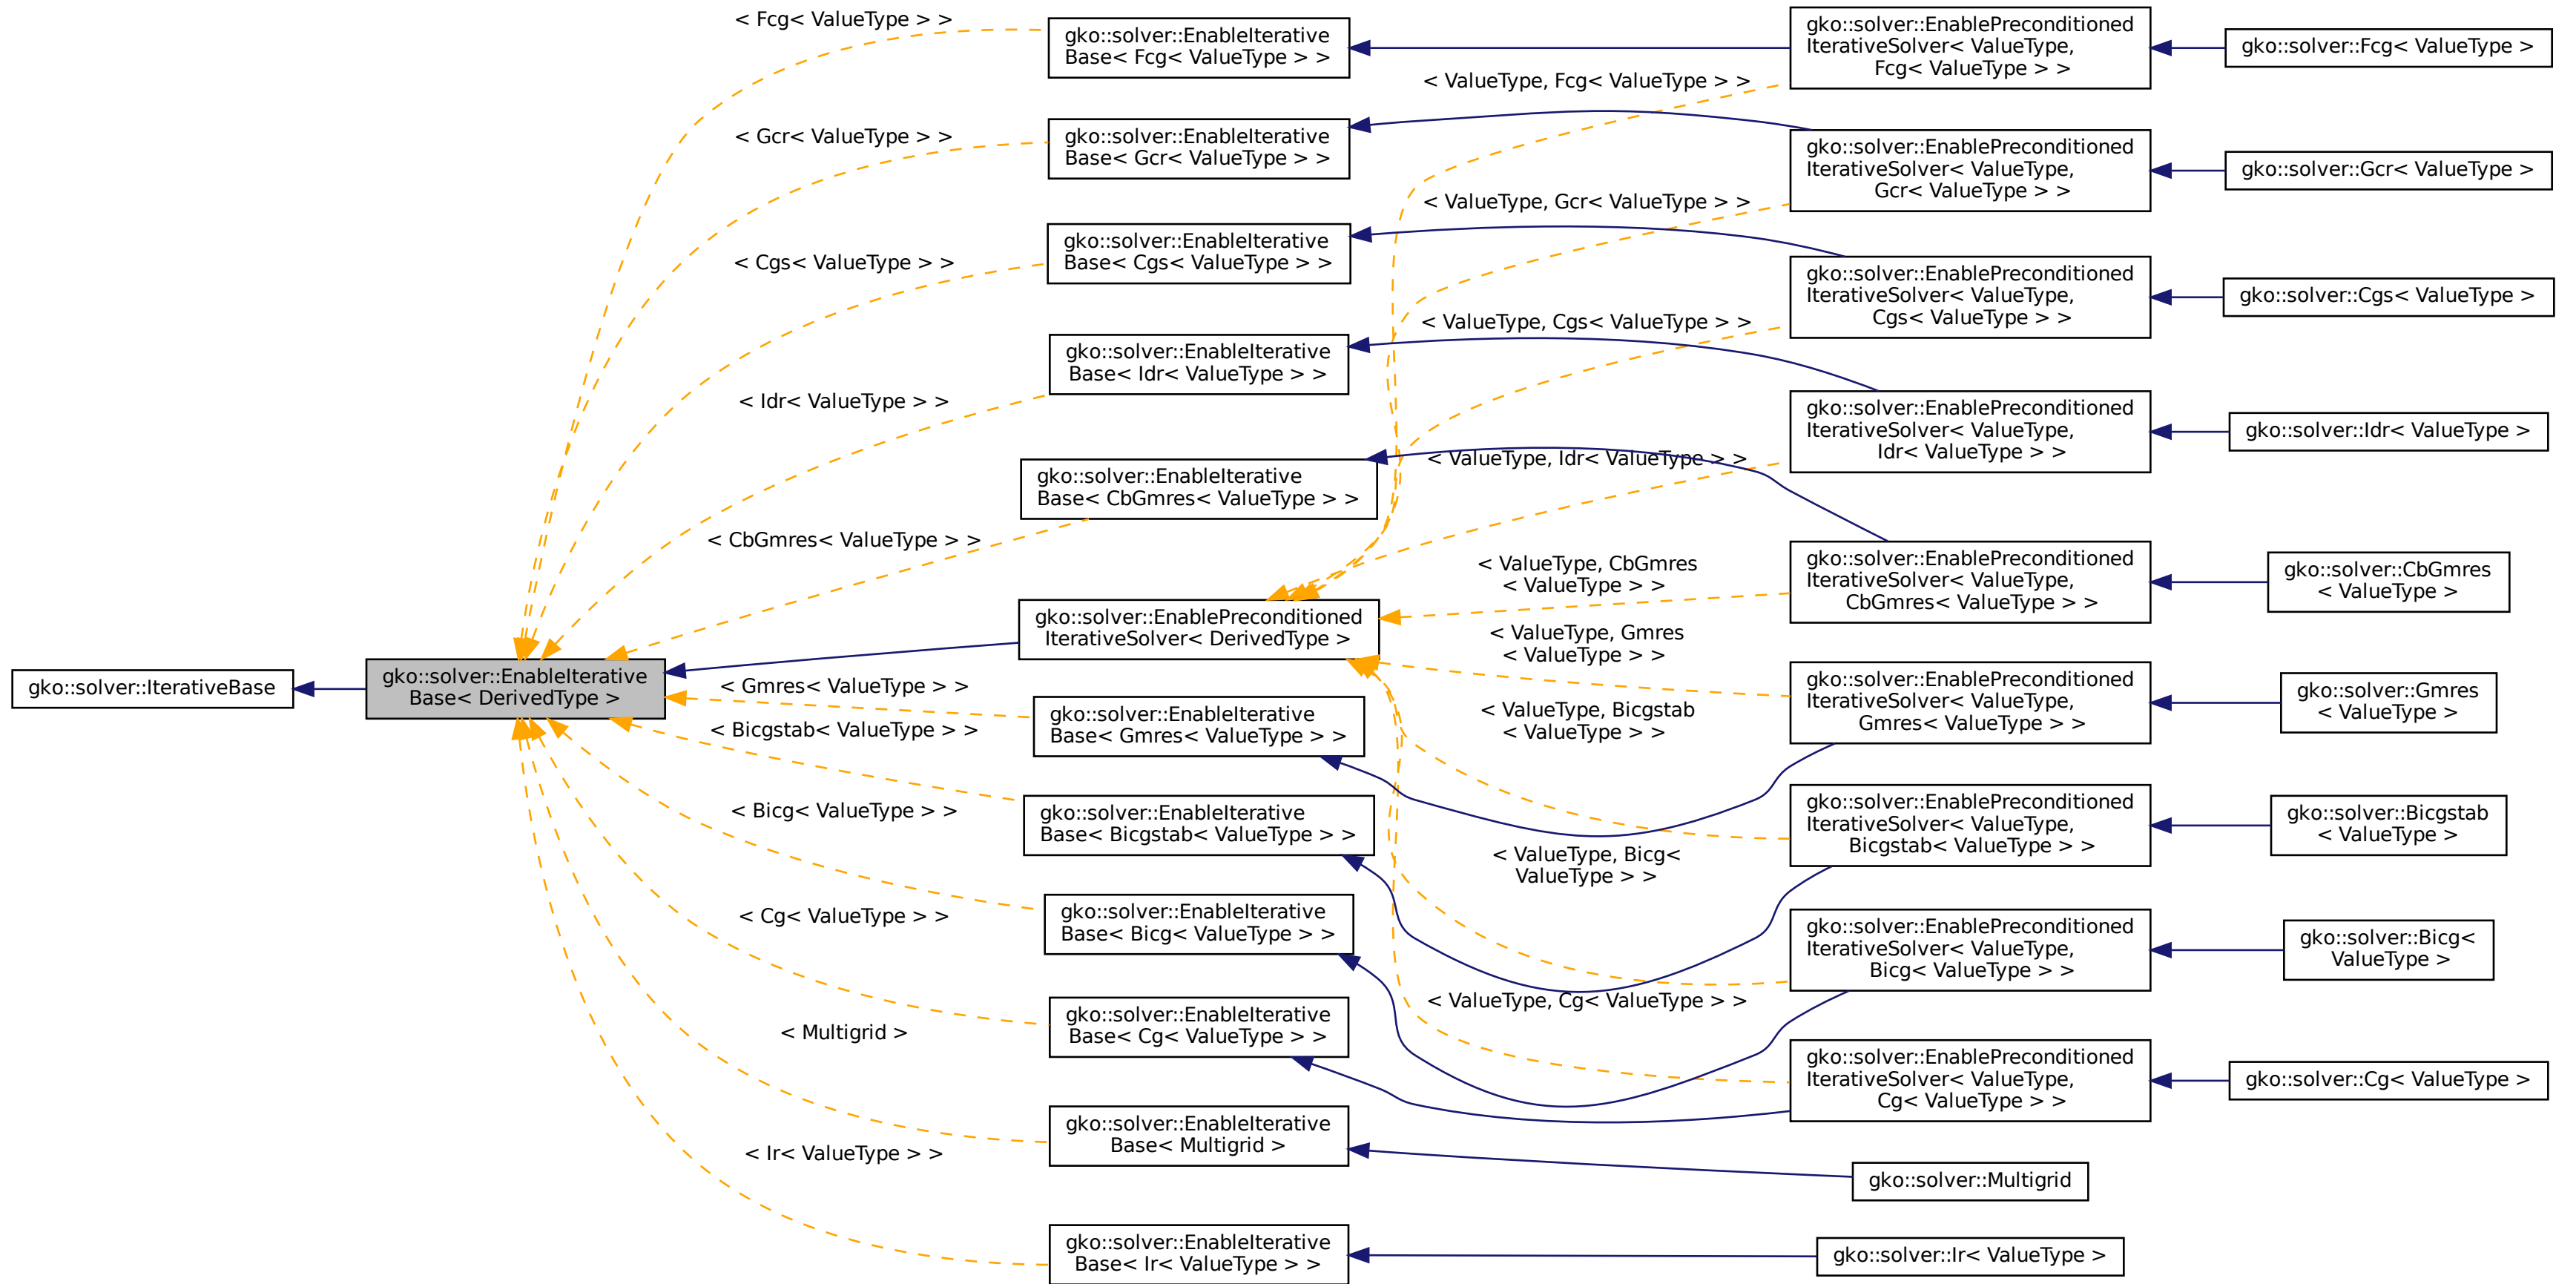 gko::solver::IterativeBase
gko::solver::EnableIterative
Base< DerivedType >
< Fcg< ValueType > >
< Gcr< ValueType > >
< Cgs< ValueType > >
< Idr< ValueType > >
< CbGmres< ValueType > >
< Gmres< ValueType > >
< Bicgstab< ValueType > >
< Bicg< ValueType > >
< Cg< ValueType > >
< Multigrid >
< Ir< ValueType > >
gko::solver::EnableIterative
Base< Fcg< ValueType > >
gko::solver::EnableIterative
Base< Gcr< ValueType > >
gko::solver::EnableIterative
Base< Cgs< ValueType > >
gko::solver::EnableIterative
Base< Idr< ValueType > >
gko::solver::EnableIterative
Base< CbGmres< ValueType > >
gko::solver::EnablePreconditioned
IterativeSolver< DerivedType >
gko::solver::EnableIterative
Base< Gmres< ValueType > >
gko::solver::EnableIterative
Base< Bicgstab< ValueType > >
gko::solver::EnableIterative
Base< Bicg< ValueType > >
gko::solver::EnableIterative
Base< Cg< ValueType > >
gko::solver::EnableIterative
Base< Multigrid >
gko::solver::EnableIterative
Base< Ir< ValueType > >
< ValueType, Fcg< ValueType > >
< ValueType, Gcr< ValueType > >
< ValueType, Cgs< ValueType > >
< ValueType, Idr< ValueType > >
< ValueType, CbGmres
< ValueType > >
< ValueType, Gmres
< ValueType > >
< ValueType, Bicgstab
< ValueType > >
< ValueType, Bicg<
ValueType > >
< ValueType, Cg< ValueType > >
gko::solver::EnablePreconditioned
IterativeSolver< ValueType,
Fcg< ValueType > >
gko::solver::EnablePreconditioned
IterativeSolver< ValueType,
Gcr< ValueType > >
gko::solver::EnablePreconditioned
IterativeSolver< ValueType,
Cgs< ValueType > >
gko::solver::EnablePreconditioned
IterativeSolver< ValueType,
Idr< ValueType > >
gko::solver::EnablePreconditioned
IterativeSolver< ValueType,
CbGmres< ValueType > >
gko::solver::EnablePreconditioned
IterativeSolver< ValueType,
Gmres< ValueType > >
gko::solver::EnablePreconditioned
IterativeSolver< ValueType,
Bicgstab< ValueType > >
gko::solver::EnablePreconditioned
IterativeSolver< ValueType,
Bicg< ValueType > >
gko::solver::EnablePreconditioned
IterativeSolver< ValueType,
Cg< ValueType > >
gko::solver::Multigrid
gko::solver::Ir< ValueType >
gko::solver::Fcg< ValueType >
gko::solver::Gcr< ValueType >
gko::solver::Cgs< ValueType >
gko::solver::Idr< ValueType >
gko::solver::CbGmres
< ValueType >
gko::solver::Gmres
< ValueType >
gko::solver::Bicgstab
< ValueType >
gko::solver::Bicg<
ValueType >
gko::solver::Cg< ValueType >